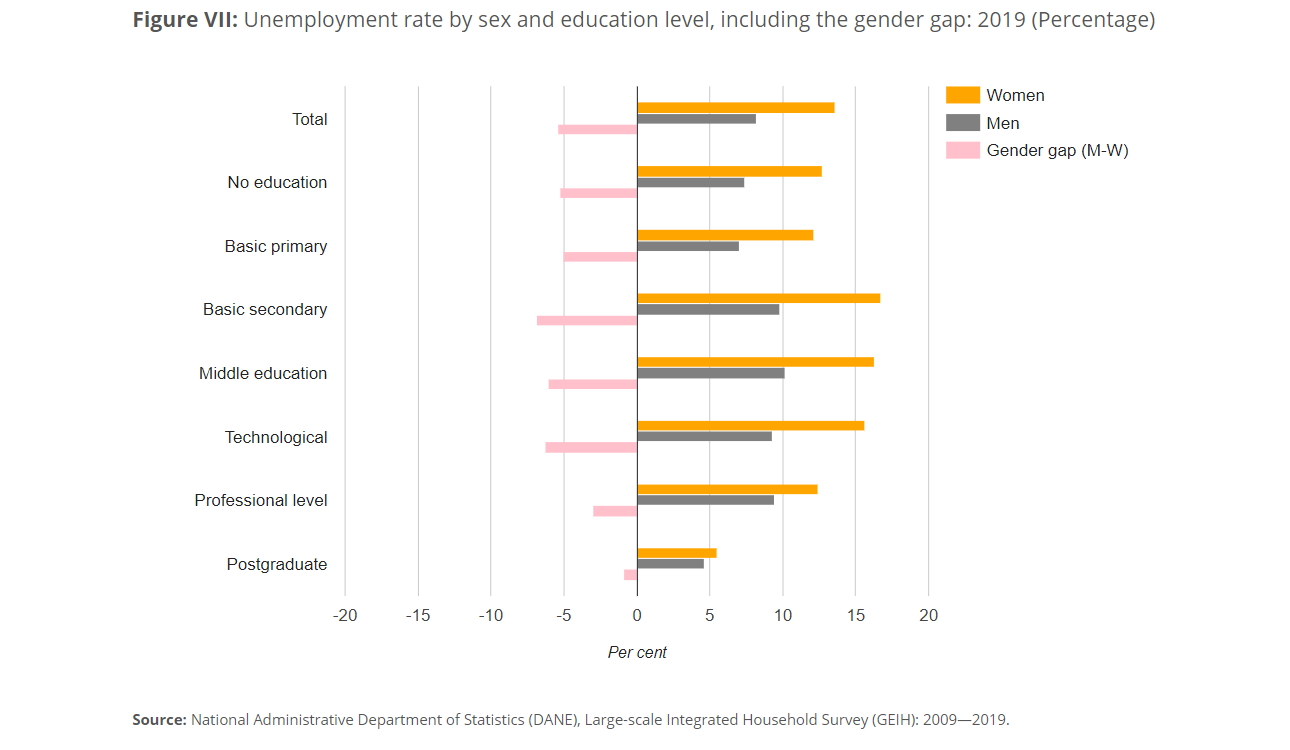 Figure VII: Unemployment rate by sex and education level, including the gender gap: 2019 (Percentage)
Women
Men
Gender gap (M-W)
Total
No education
Basic primary
Basic secondary
Middle education
Technological
Professional level
Postgraduate
-20 -15 -10 -5 0 5 10 15 20
Per cent
Source: National Administrative Department of Statistics (DANE), Large-scale Integrated Household Survey (GEIH): 2009—2019.